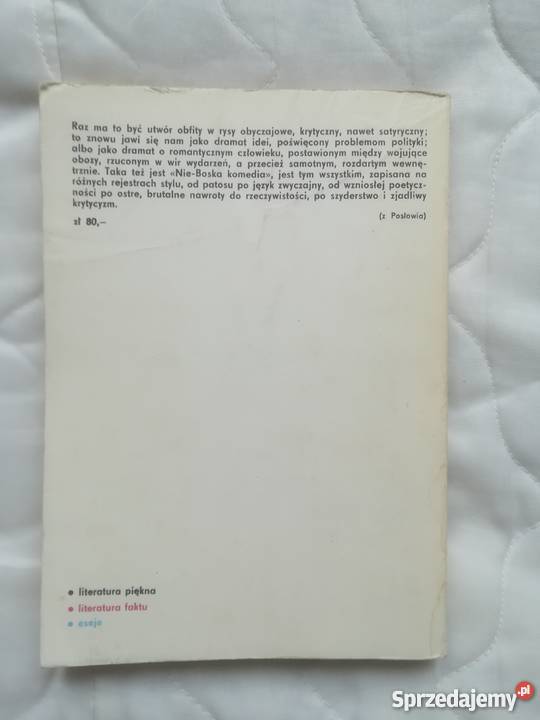 Raz ma to być utwór obfity w rysy obyczajowe, krytyczny, nawet satyryczny;
to znowu jawi się nam jako dramat idei, poświęcony problemom polityki;
albo jako dramat o romantycznym człowieku, postawionym między wojujące
obozy, rzuconym w wir wydarzeń, a przecież samotnym, rozdartym wewnę-
trznie. Taka też jest «Nie-Boska komedia», jest tym wszystkim, zapisana na
różnych rejestrach stylu, od patosu po język zwyczajny, od wzniosłej poetycz-
ności po ostre, brutalne nawroty do rzeczywistości, po szyderstwo i zjadliwy
krytycyzm.
(z Posłowia)
zł 80,—
• literatura piękna
• literatura faktu
• eseje
Sprzedajemy.pl